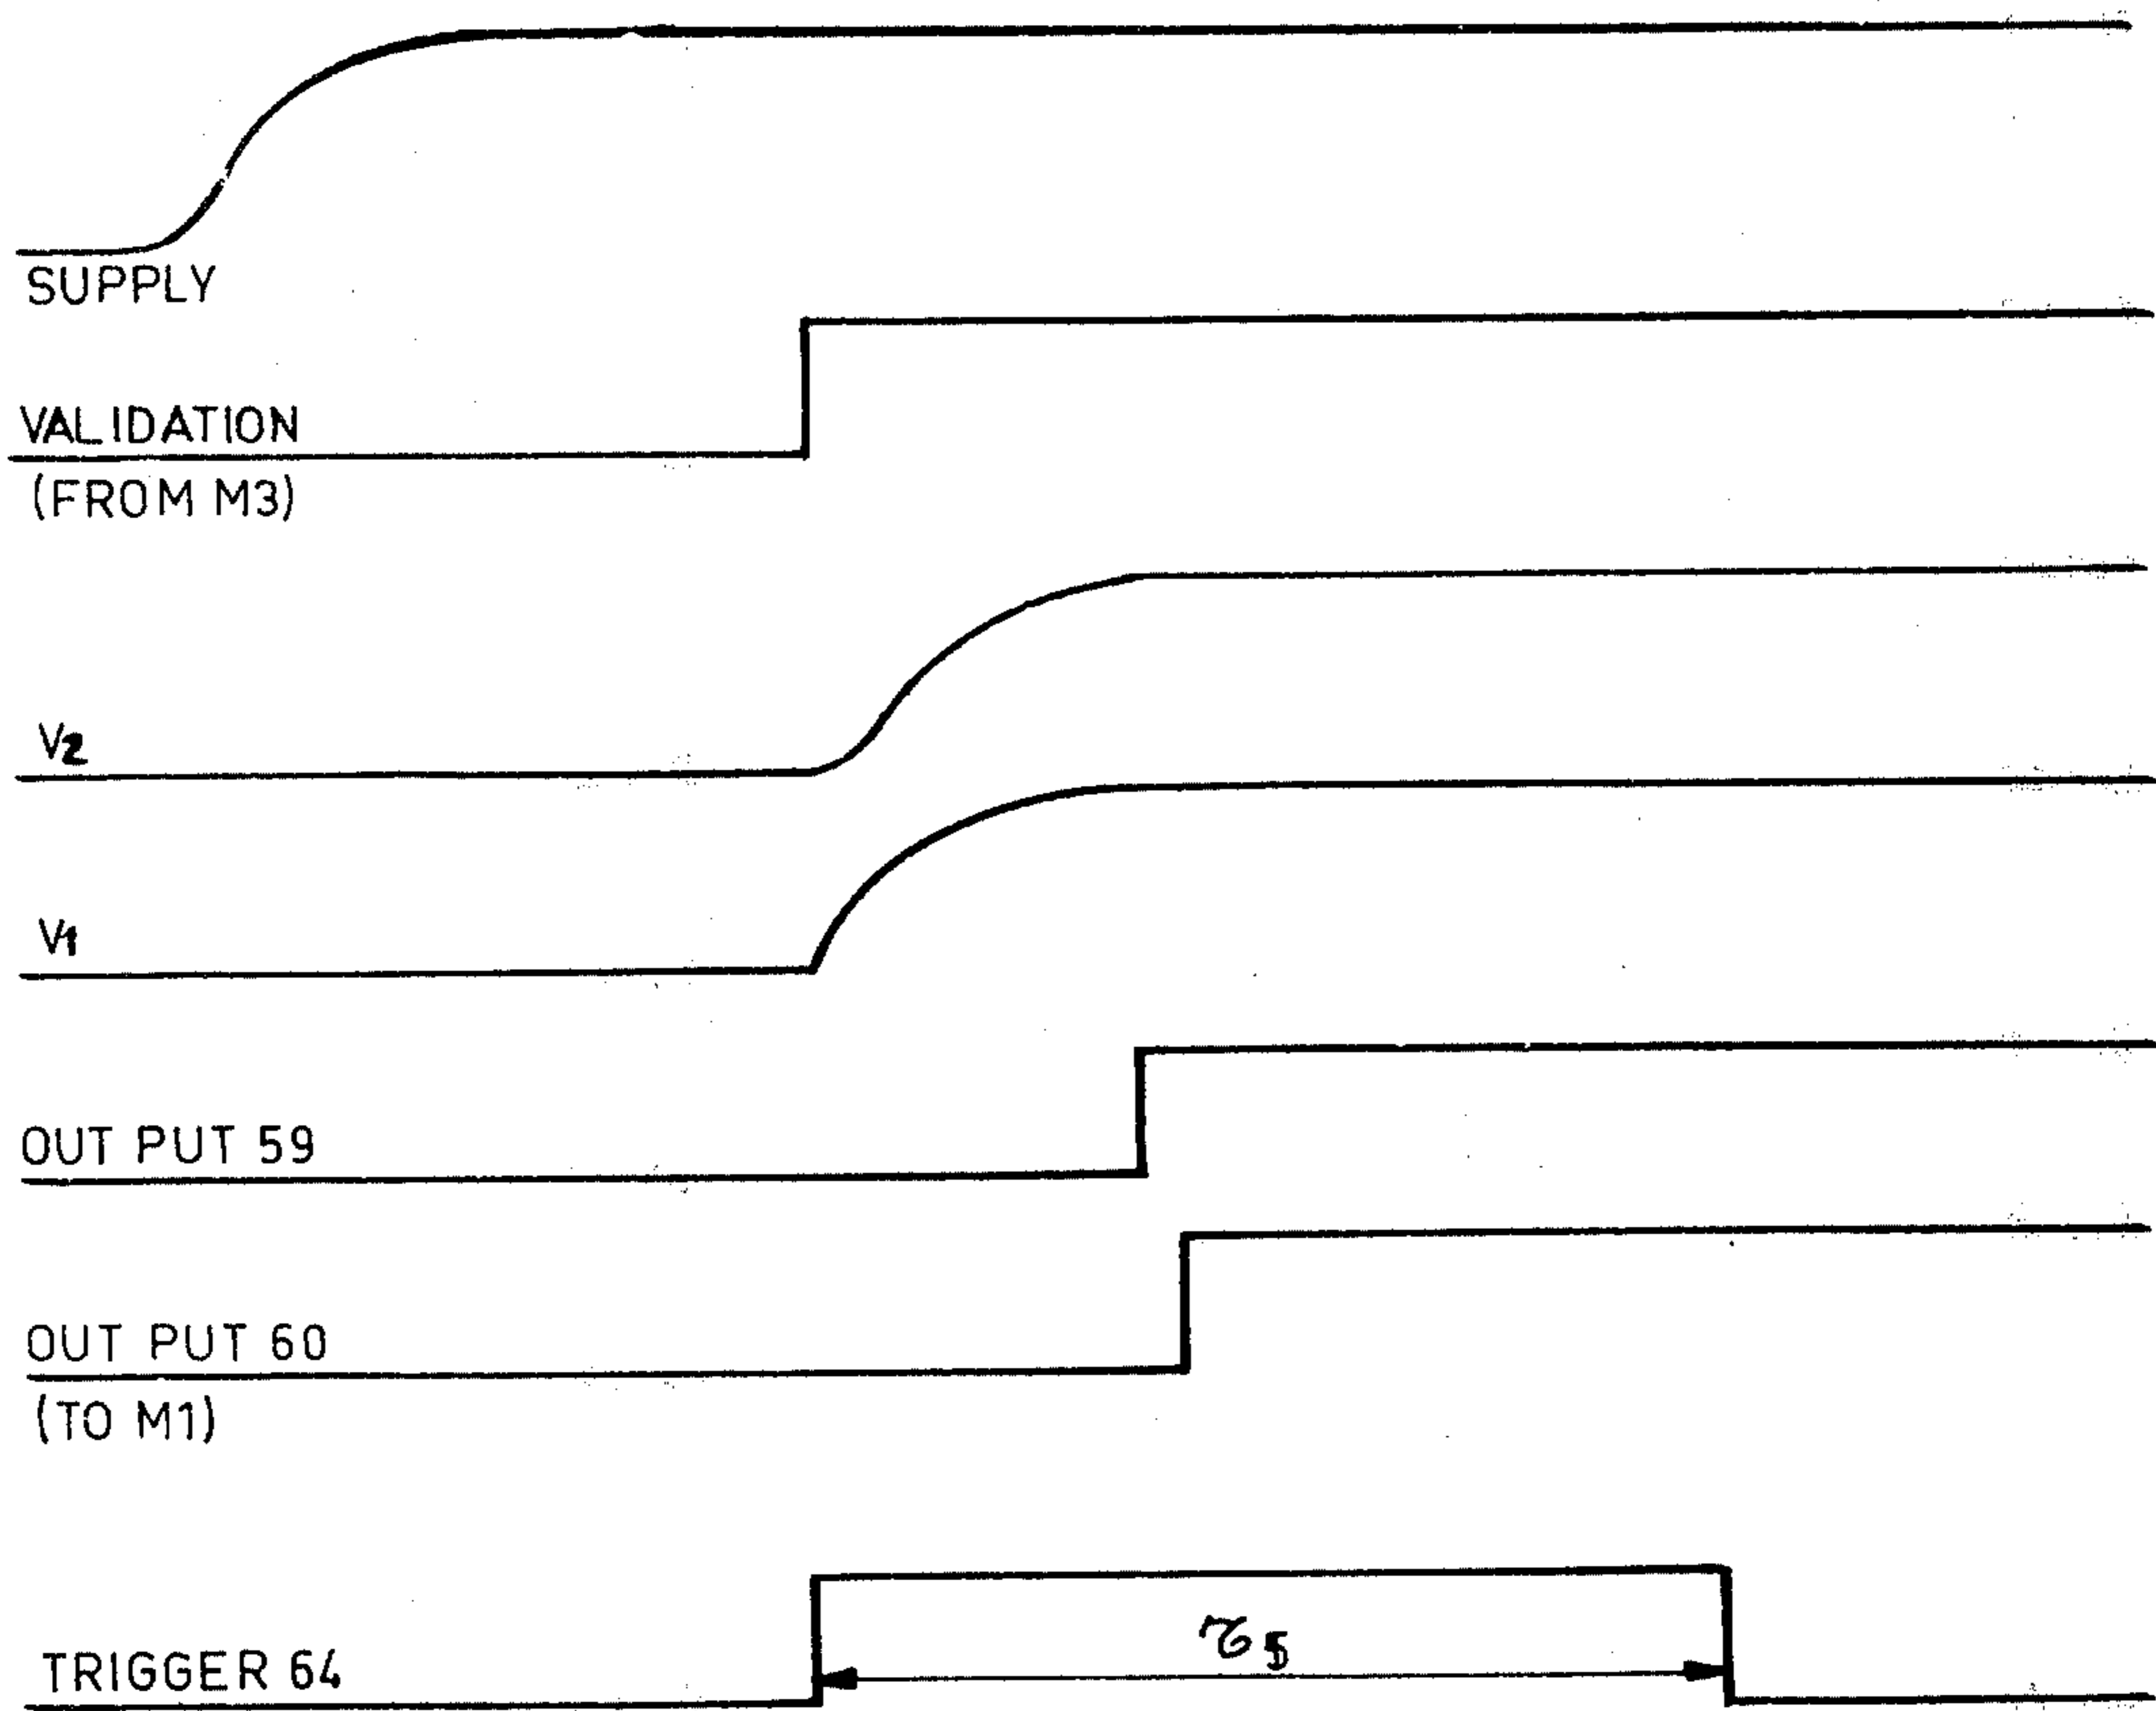 SUPPLY
VALIDATION
(FROM M3)
V2
V1
OUT PUT 59
OUT PUT 60
(TO M1)
τ5
TRIGGER 64